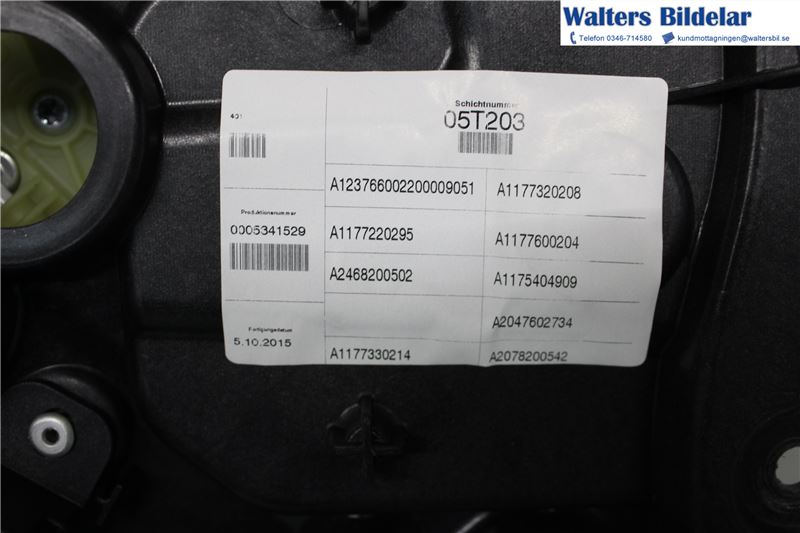 Walters Bildelar
Telefon 0346-714580 kundmottagningen@waltersbil.se
Schichtnummer
05T203
401
A123766002200009051 A1177320208
Produktionsnummer
0005341529
A1177220295 A1177600204
A2468200502 A1175404909
A2047602734
Fertigungsdatum
5.10.2015
A1177330214 A2078200542